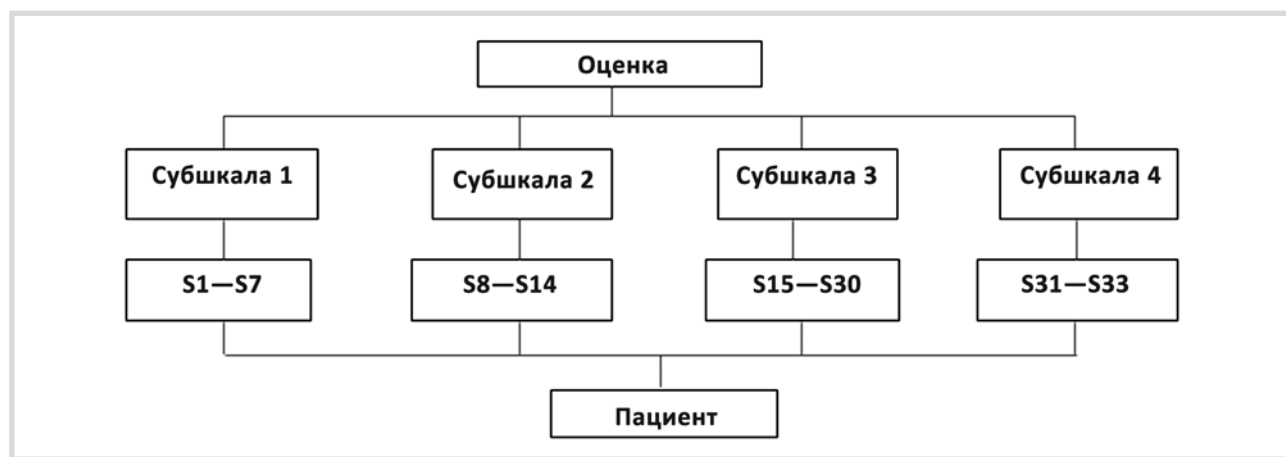 Оценка
Субшкала 1
Субшкала 2
Субшкала 3
Субшкала 4
S1—S7
S8—S14
S15—S30
S31—S33
Пациент